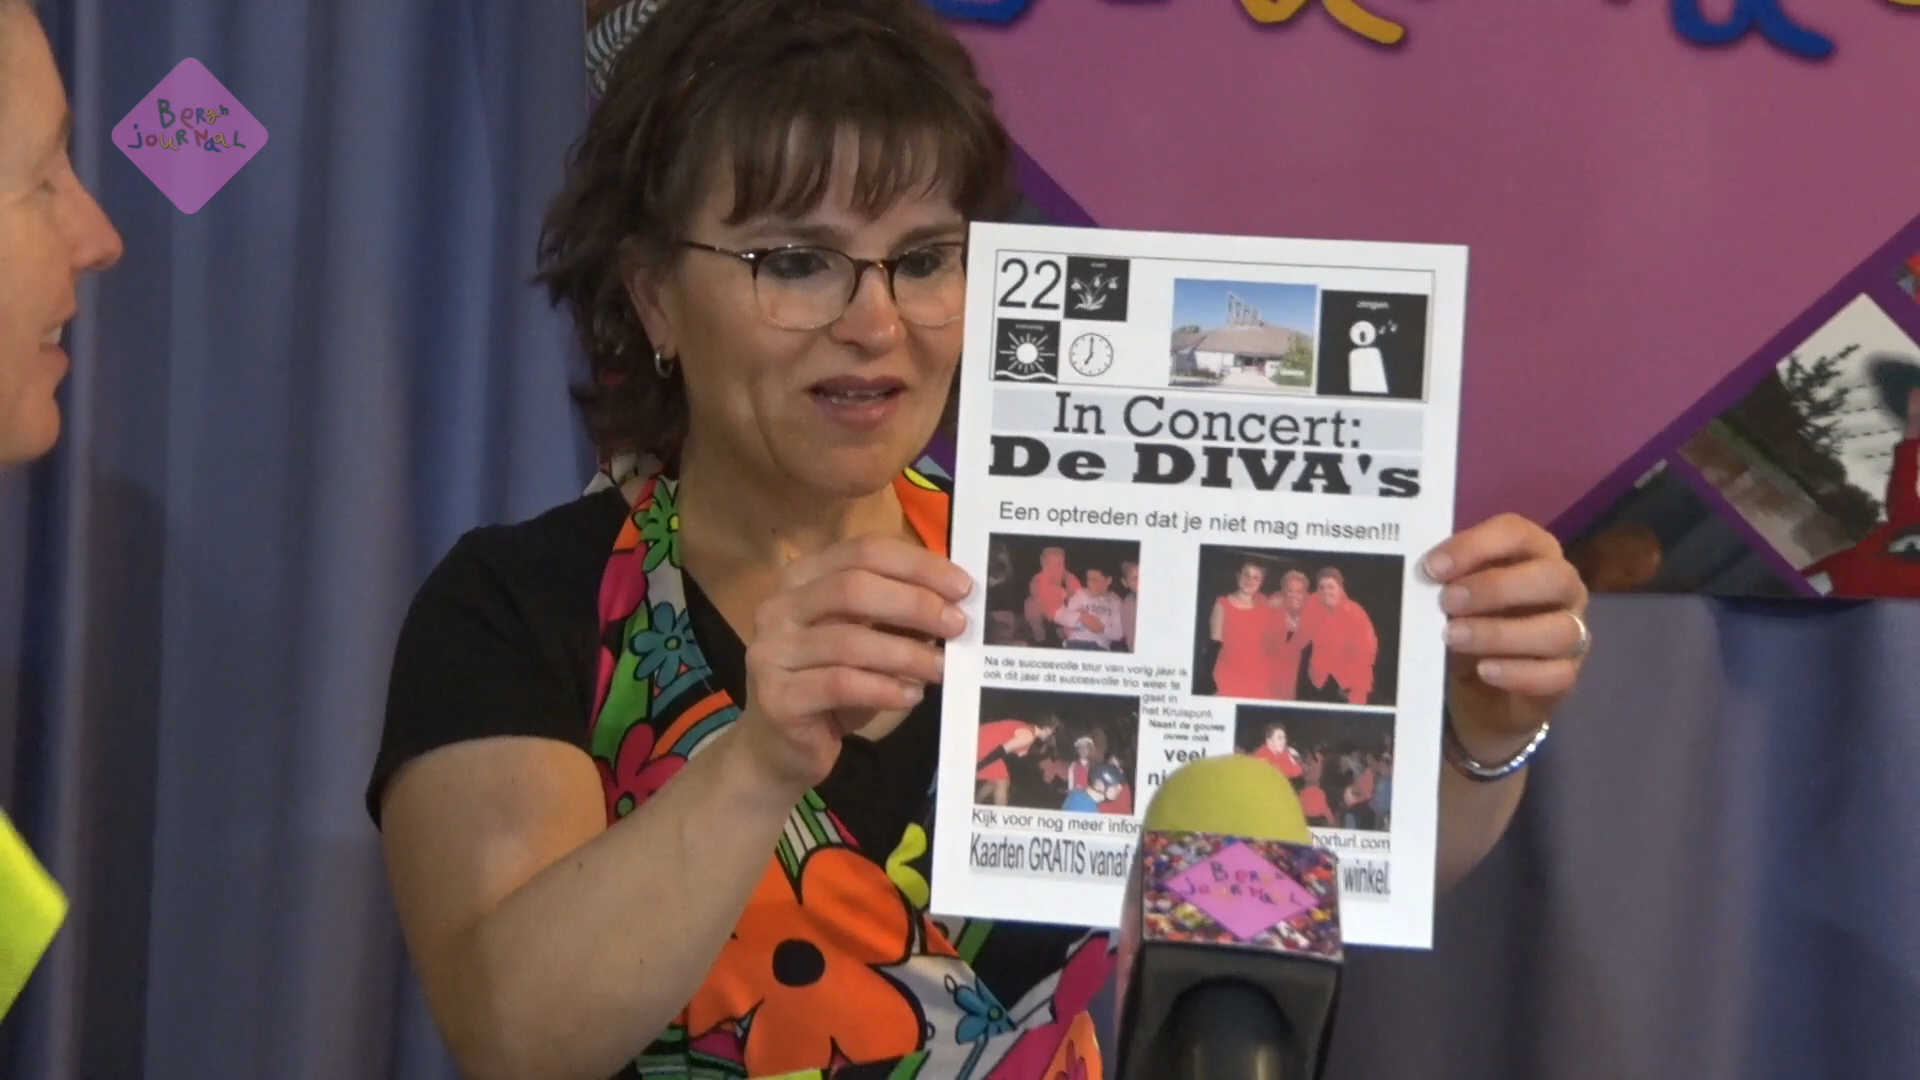 Bergh
jouRNaaL
22
maart
zingen
In Concert:
De DIVA's
Een optreden dat je niet mag missen!!!
Na de succesvolle tour van vorig jaar is
ook dit jaar dit succesvolle trio weer te
gast in
het Kruispunt.
Naast de gouwe
ouwe ook
veel
Kijk voor nog meer infor
horturl.com
Kaarten GRATIS vanaf
winkel.
Bergh
jouRNaaL